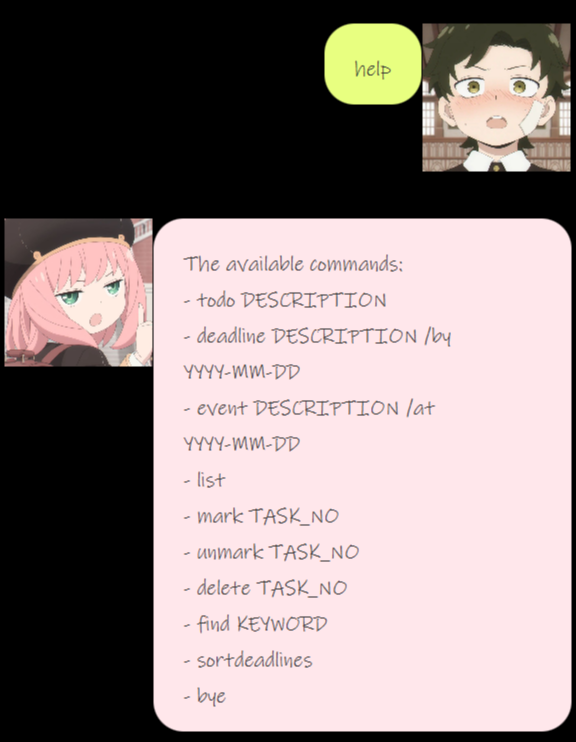 help
The available commands:
- todo DESCRIPTION
- deadline DESCRIPTION /by
YYYY-MM-DD
- event DESCRIPTION /at
YYYY-MM-DD
- list
- mark TASK_NO
- unmark TASK_NO
- delete TASK_NO
- find KEYWORD
- sortdeadlines
- bye